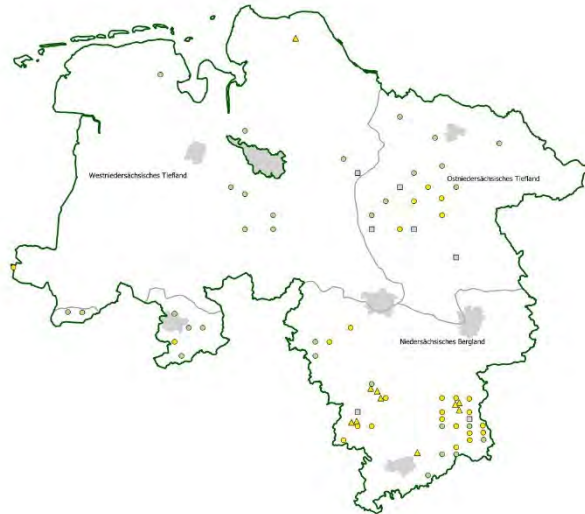 Westniedersächsisches Tiefland
Ostniedersächsisches Tiefland
Niedersächsisches Bergland